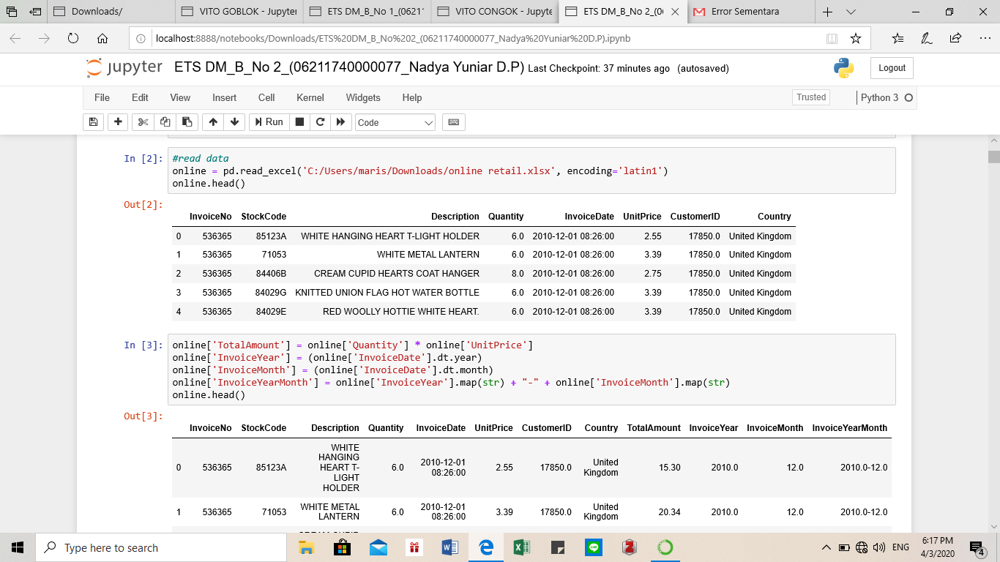 Downloads/
VITO GOBLOK - Jupyter
ETS DM_B_No 1_(0621
VITO CONGOK - Jupyte
ETS DM_B_No 2_(0
Error Sementara
localhost:8888/notebooks/Downloads/ETS%20DM_B_No%202_(06211740000077_Nadya%20Yuniar%20D.P).ipynb
jupyter ETS DM_B_No 2_(06211740000077_Nadya Yuniar D.P) Last Checkpoint: 37 minutes ago (autosaved)
Logout
File Edit View Insert Cell Kernel Widgets Help
Trusted
Python 3
Run
Code
In [2]:
#read data
online = pd.read_excel('C:/Users/maris/Downloads/online retail.xlsx', encoding='latin1')
online.head()
Out[2]:
InvoiceNo StockCode Description Quantity InvoiceDate UnitPrice CustomerID Country
0 536365 85123A WHITE HANGING HEART T-LIGHT HOLDER 6.0 2010-12-01 08:26:00 2.55 17850.0 United Kingdom
1 536365 71053 WHITE METAL LANTERN 6.0 2010-12-01 08:26:00 3.39 17850.0 United Kingdom
2 536365 84406B CREAM CUPID HEARTS COAT HANGER 8.0 2010-12-01 08:26:00 2.75 17850.0 United Kingdom
3 536365 84029G KNITTED UNION FLAG HOT WATER BOTTLE 6.0 2010-12-01 08:26:00 3.39 17850.0 United Kingdom
4 536365 84029E RED WOOLLY HOTTIE WHITE HEART. 6.0 2010-12-01 08:26:00 3.39 17850.0 United Kingdom
In [3]:
online['TotalAmount'] = online['Quantity'] * online['UnitPrice']
online['InvoiceYear'] = (online['InvoiceDate'].dt.year)
online['InvoiceMonth'] = (online['InvoiceDate'].dt.month)
online['InvoiceYearMonth'] = online['InvoiceYear'].map(str) + "-" + online['InvoiceMonth'].map(str)
online.head()
Out[3]:
InvoiceNo StockCode Description Quantity InvoiceDate UnitPrice CustomerID Country TotalAmount InvoiceYear InvoiceMonth InvoiceYearMonth
WHITE
HANGING
0 536365 85123A HEART T- 6.0 2010-12-01 2.55 17850.0 United 15.30 2010.0 12.0 2010.0-12.0
LIGHT 08:26:00 Kingdom
HOLDER
1 536365 71053 WHITE METAL 6.0 2010-12-01 3.39 17850.0 United 20.34 2010.0 12.0 2010.0-12.0
LANTERN 08:26:00 Kingdom
Type here to search
ENG
6:17 PM
4/3/2020
4